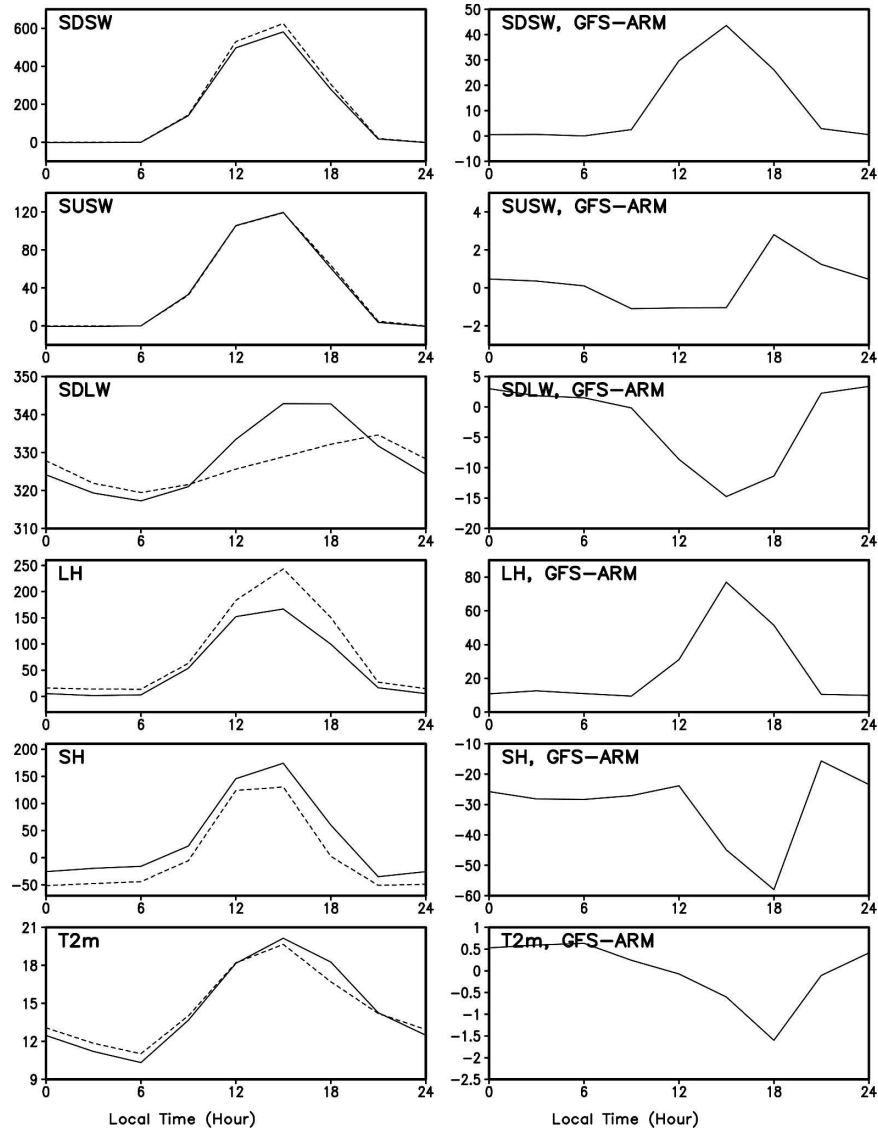 SDSW
600
400
200
0
0 6 12 18 24
SDSW, GFS-ARM
50
40
30
20
10
0
-10
0 6 12 18 24
SUSW
120
80
40
0
0 6 12 18 24
SUSW, GFS-ARM
4
2
0
-2
0 6 12 18 24
SDLW
350
340
330
320
310
0 6 12 18 24
SDLW, GFS-ARM
5
0
-5
-10
-15
-20
0 6 12 18 24
LH
250
200
150
100
50
0
0 6 12 18 24
LH, GFS-ARM
80
60
40
20
0
0 6 12 18 24
SH
200
150
100
50
0
-50
0 6 12 18 24
SH, GFS-ARM
-10
-20
-30
-40
-50
-60
0 6 12 18 24
T2m
21
18
15
12
9
0 6 12 18 24
Local Time (Hour)
T2m, GFS-ARM
1
0.5
0
-0.5
-1
-1.5
-2
-2.5
0 6 12 18 24
Local Time (Hour)